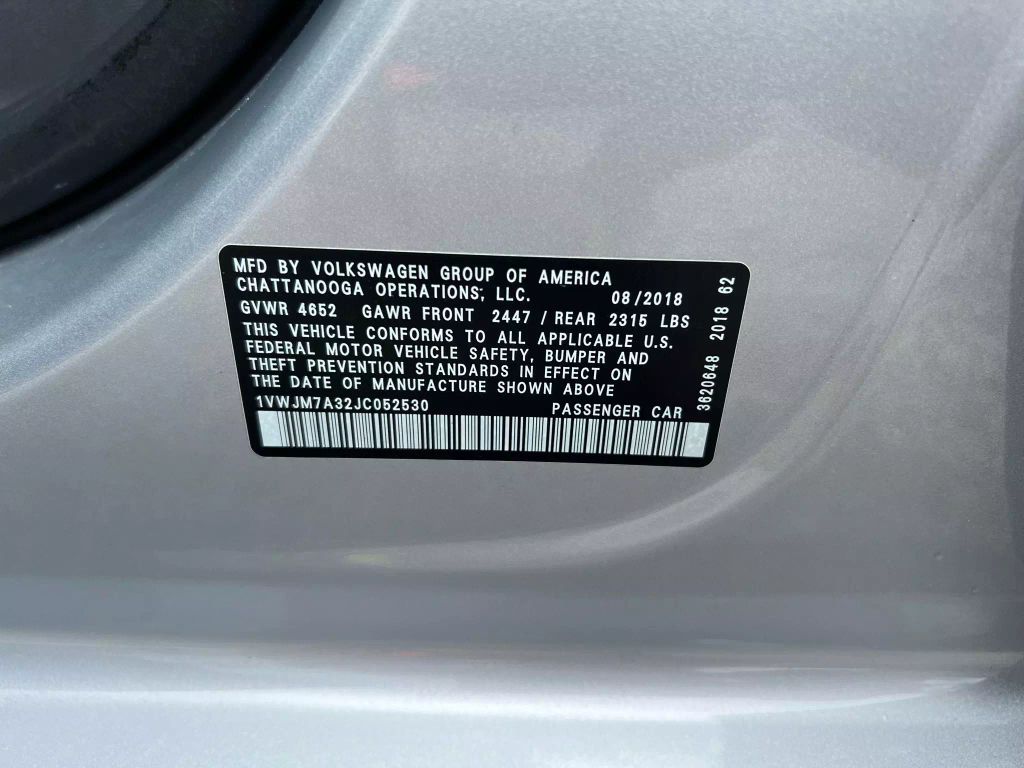 MFD BY VOLKSWAGEN GROUP OF AMERICA
CHATTANOOGA OPERATIONS, LLC. 08/2018
GVWR 4652 GAWR FRONT 2447 / REAR 2315 LBS
THIS VEHICLE CONFORMS TO ALL APPLICABLE U.S.
FEDERAL MOTOR VEHICLE SAFETY, BUMPER AND
THEFT PREVENTION STANDARDS IN EFFECT ON
THE DATE OF MANUFACTURE SHOWN ABOVE
1VWJM7A32JC052530 PASSENGER CAR
3620648 2018 62